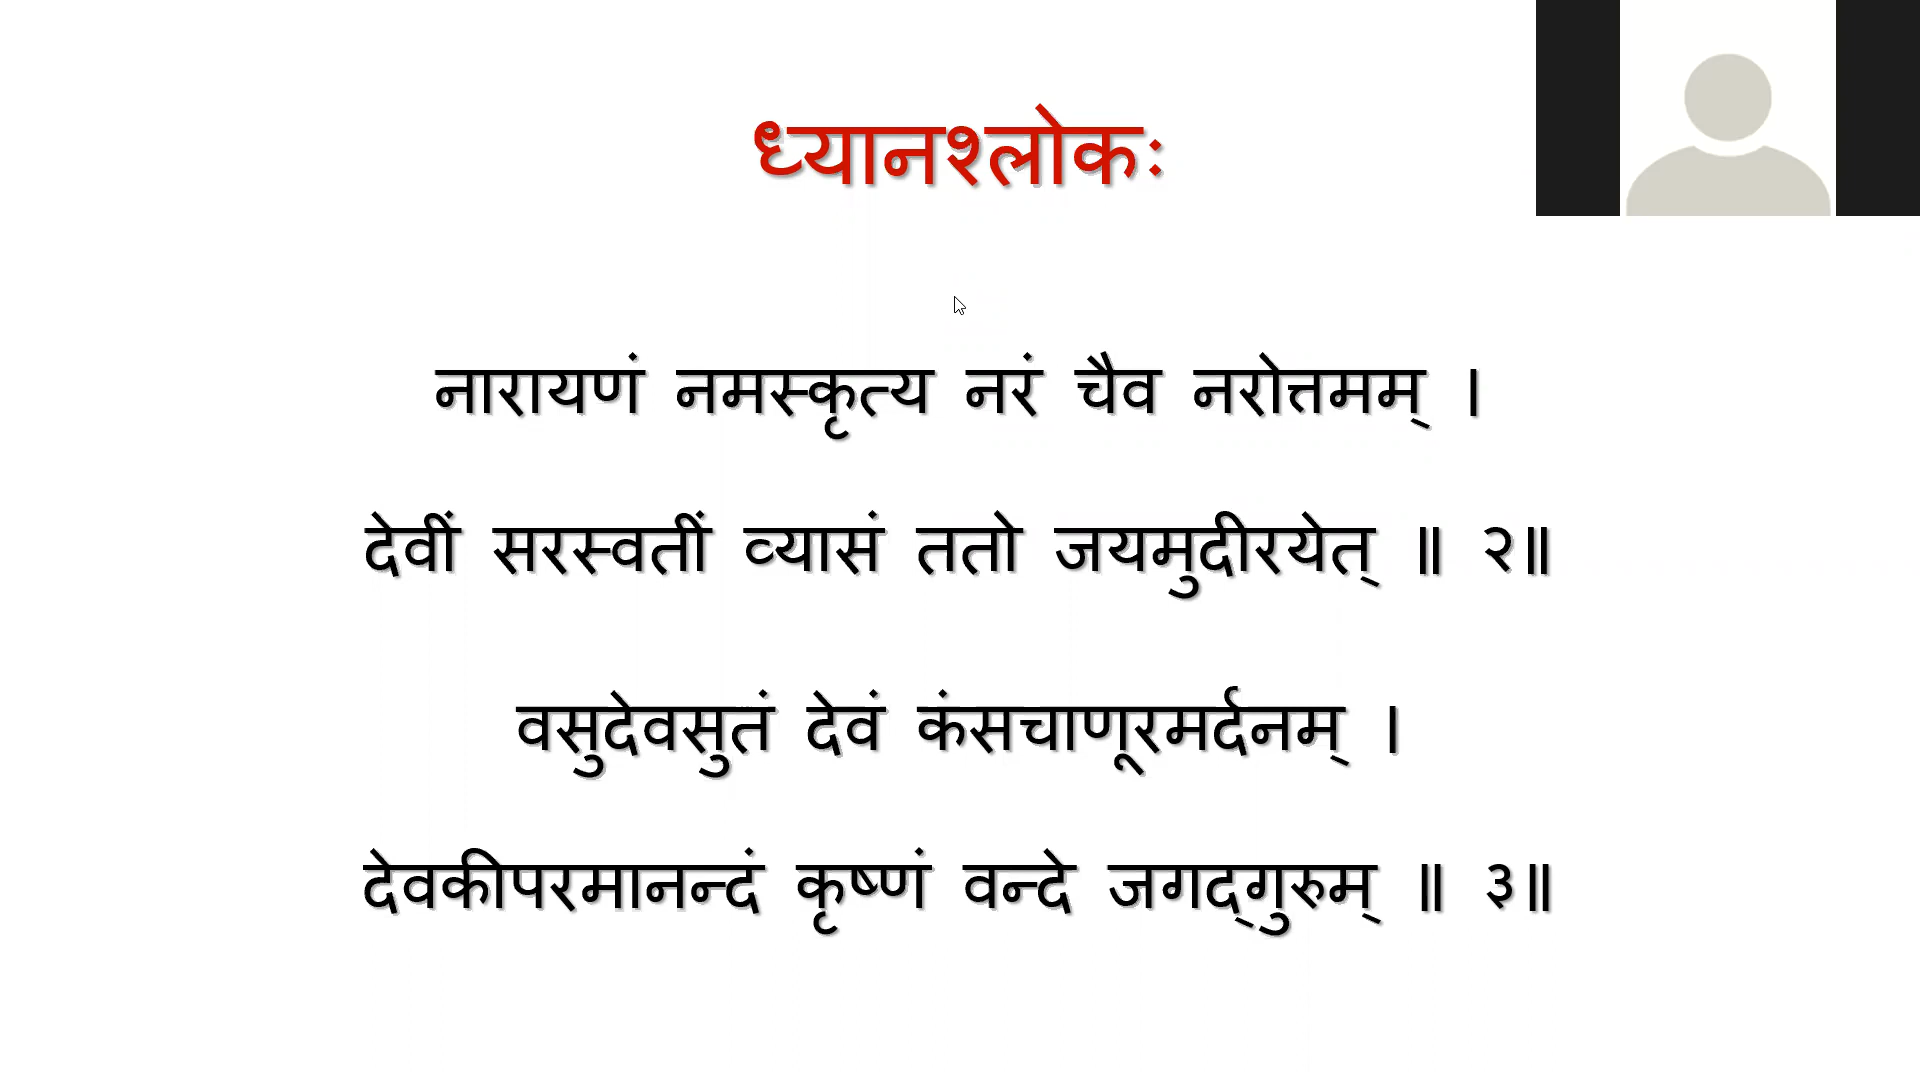 ध्यानश्लोकः
नारायणं नमस्कृत्य नरं चैव नरोत्तमम् ।
देवीं सरस्वतीं व्यासं ततो जयमुदीरयेत् ॥ २॥
वसुदेवसुतं देवं कंसचाणूरमर्दनम् ।
देवकीपरमानन्दं कृष्णं वन्दे जगद्गुरुम् ॥ ३॥